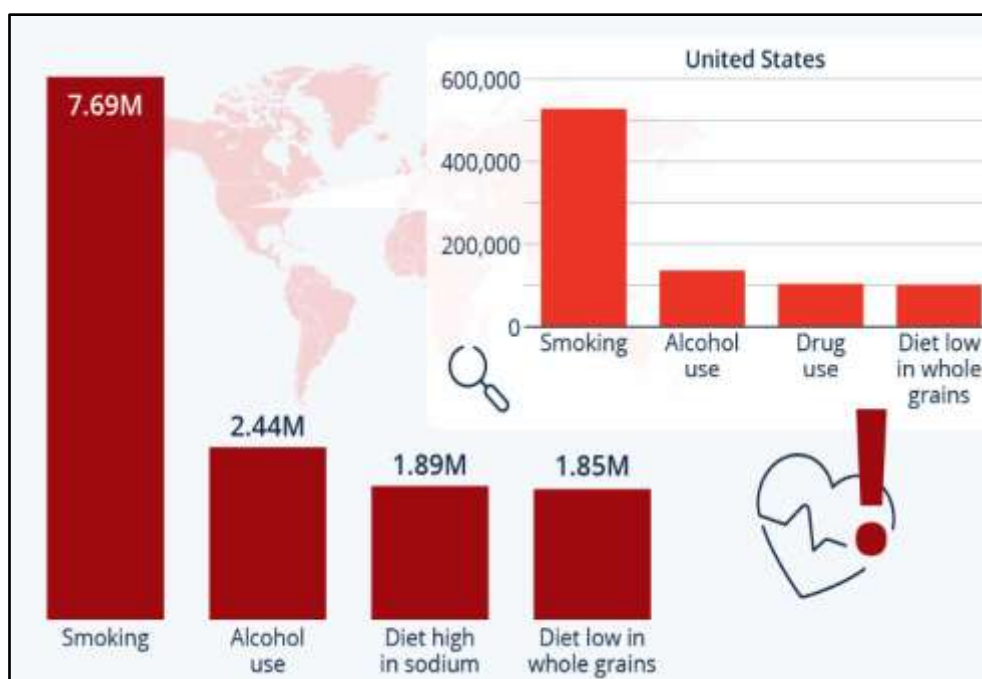 7.69M
2.44M
1.89M
1.85M
Smoking
Alcohol
use
Diet high
in sodium
Diet low in
whole grains
United States
600,000
400,000
200,000
0
Smoking
Alcohol
use
Drug
use
Diet low
in whole
grains
!